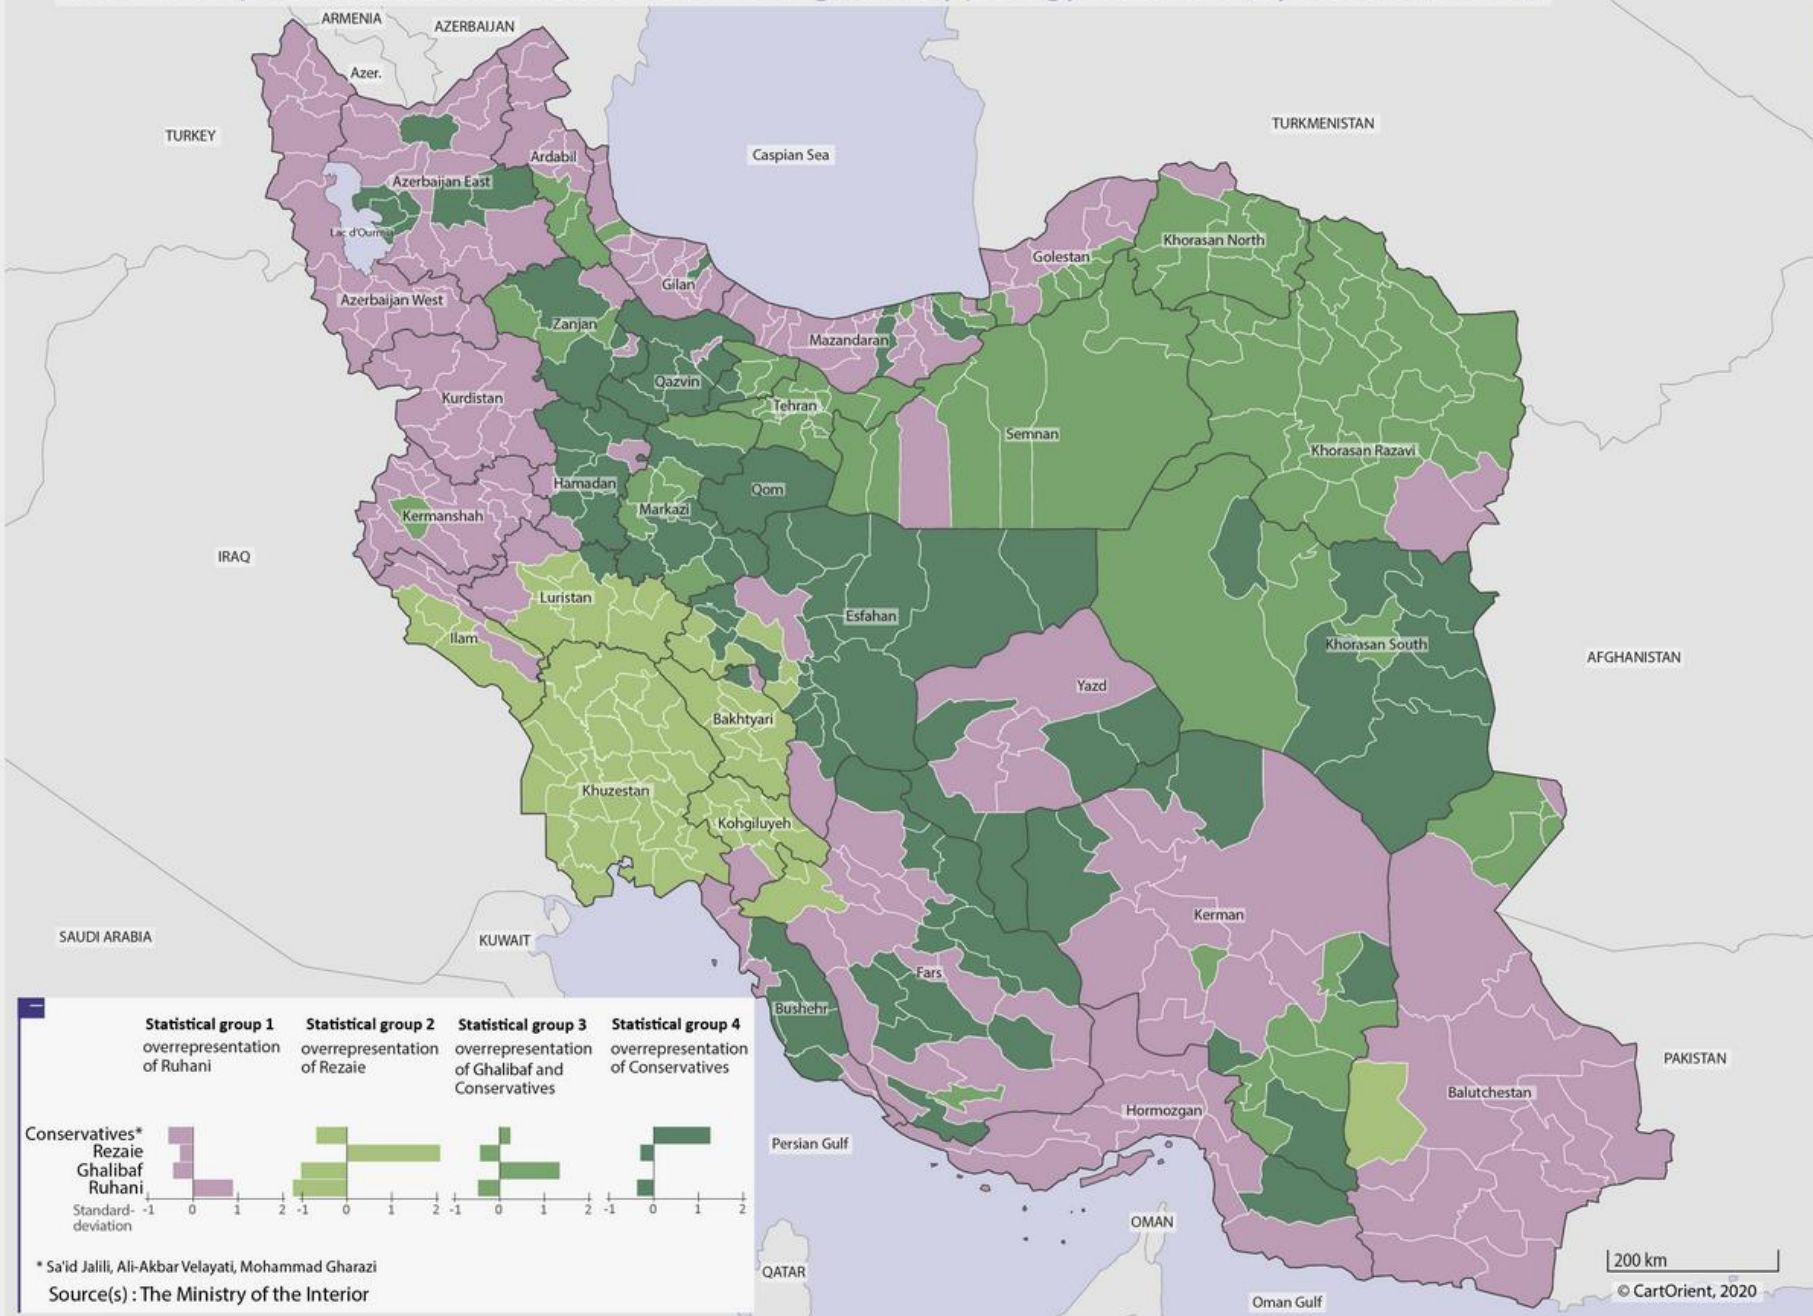 ARMENIA
AZERBAIJAN
Azer.
TURKEY
Caspian Sea
TURKMENISTAN
Ardabil
Azerbaijan East
Lac d'Ourmia
Golestan
Khorasan North
Gilan
Azerbaijan West
Zanjan
Mazandaran
Qazvin
Kurdistan
Tehran
Semnan
Khorasan Razavi
Hamadan
Qom
Markazi
Kermanshah
IRAQ
Luristan
Esfahan
Ilam
Khorasan South
AFGHANISTAN
Yazd
Bakhtyari
Khuzestan
Kohgiluyeh
Kerman
SAUDI ARABIA
KUWAIT
Fars
Bushehr
PAKISTAN
Balutchestan
Hormozgan
Persian Gulf
OMAN
QATAR
Oman Gulf
200 km
© CartOrient, 2020
Statistical group 1
overrepresentation
of Ruhani
Statistical group 2
overrepresentation
of Rezaie
Statistical group 3
overrepresentation
of Ghalibaf and
Conservatives
Statistical group 4
overrepresentation
of Conservatives
Conservatives*
Rezaie
Ghalibaf
Ruhani
Standard-
deviation
-1 0 1 2 -1 0 1 2 -1 0 1 2 -1 0 1 2
* Sa'id Jalili, Ali-Akbar Velayati, Mohammad Gharazi
Source(s) : The Ministry of the Interior